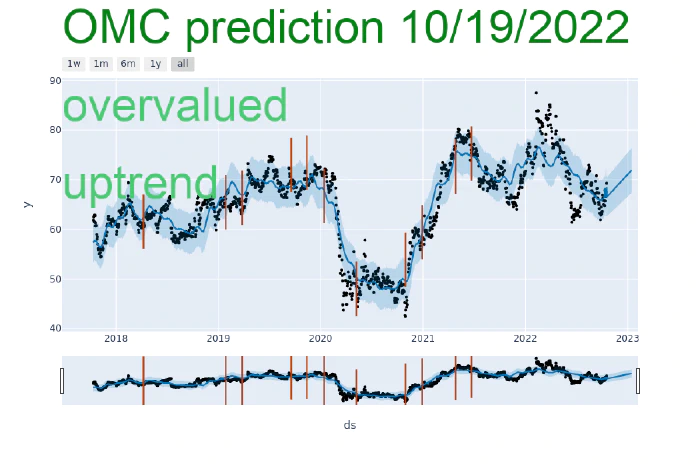 OMC prediction 10/19/2022
1w 1m 6m 1y all
90
overvalued
80
70
uptrend
y
60
50
40
2018 2019 2020 2021 2022 2023
ds